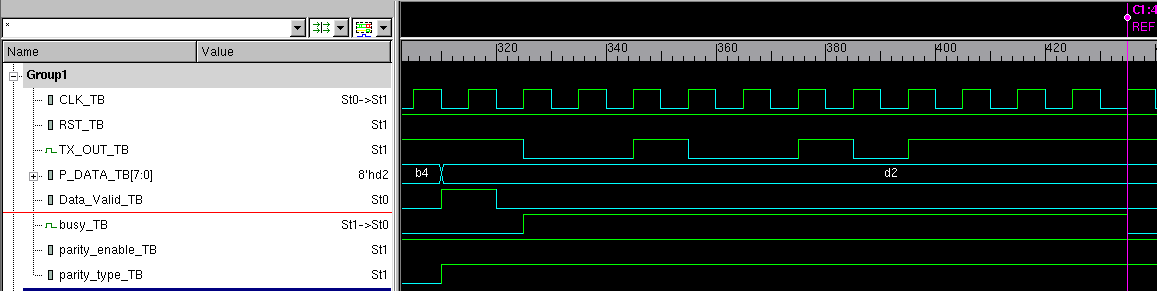 *
C1:4
REF
Name Value
320 340 360 380 400 420
Group1
CLK_TB St0->St1
RST_TB St1
TX_OUT_TB St1
P_DATA_TB[7:0] 8'hd2 b4 d2
Data_Valid_TB St0
busy_TB St1->St0
parity_enable_TB St1
parity_type_TB St1